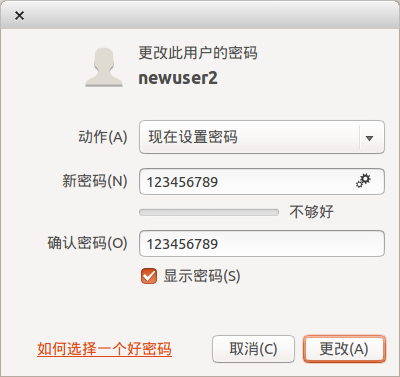 更改此用户的密码
newuser2
动作(A) 现在设置密码
新密码(N) 123456789
不够好
确认密码(O) 123456789
显示密码(S)
如何选择一个好密码 取消(C) 更改(A)